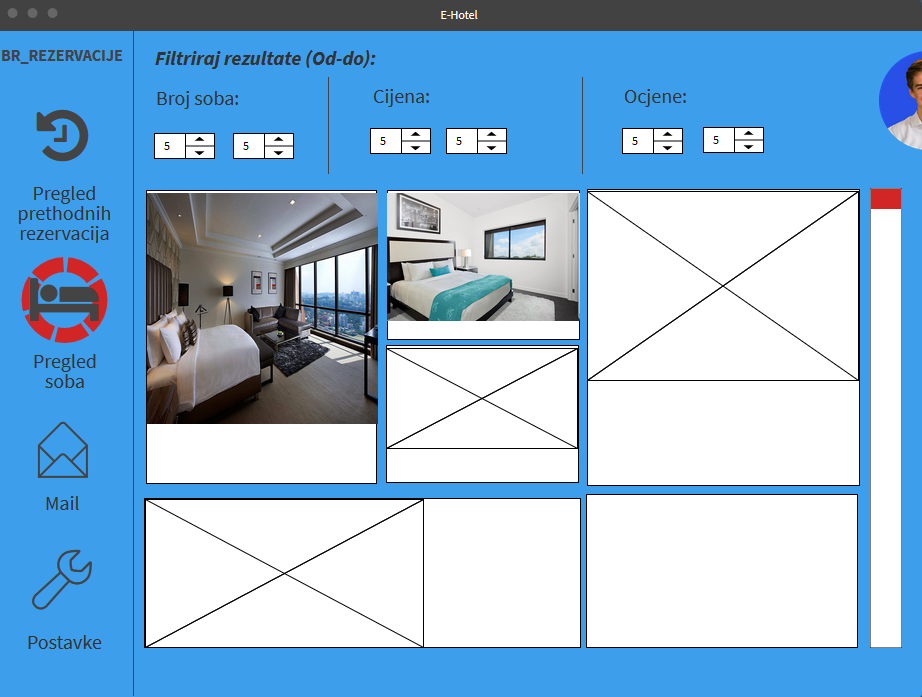 E-Hotel
BR_REZERVACIJE
Filtriraj rezultate (Od-do):
Broj soba:
Cijena:
Ocjene:
5
5
5
5
5
5
Pregled
prethodnih
rezervacija
Pregled
soba
Mail
Postavke